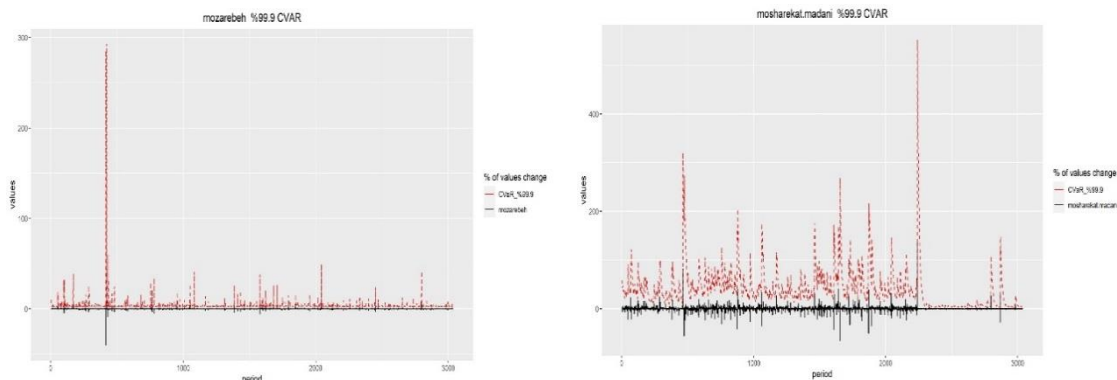 mozarebeh %99.9 CVAR
300
200
100
0
values
0 1000 2000 3000
period
% of values change
CVaR_%99.9
mozarebeh
mosharekat.madani %99.9 CVAR
400
200
0
values
0 1000 2000 3000
period
% of values change
CVaR_%99.9
mosharekat.madan